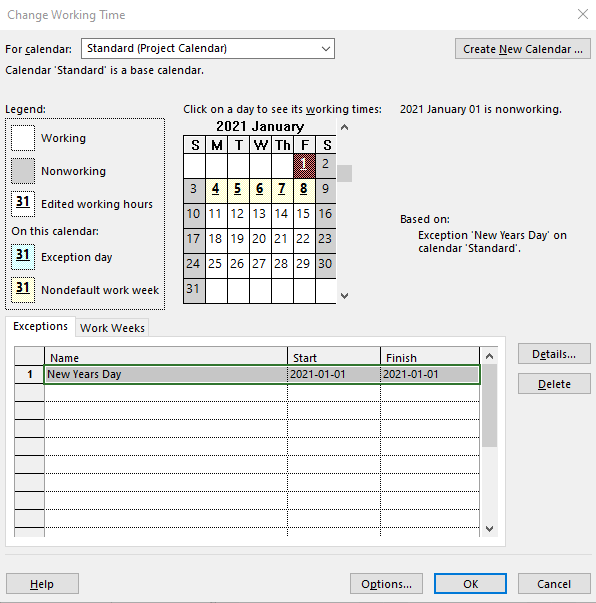 Change Working Time
For calendar: Standard (Project Calendar) Create New Calendar ...
Calendar 'Standard' is a base calendar.
Legend:
Working
Nonworking
31 Edited working hours
On this calendar:
31 Exception day
31 Nondefault work week
Click on a day to see its working times:
2021 January
S M T W Th F S
1 2
3 4 5 6 7 8 9
10 11 12 13 14 15 16
17 18 19 20 21 22 23
24 25 26 27 28 29 30
31
2021 January 01 is nonworking.
Based on:
Exception 'New Years Day' on
calendar 'Standard'.
Exceptions Work Weeks
Name Start Finish
1 New Years Day 2021-01-01 2021-01-01
Details...
Delete
Help Options... OK Cancel